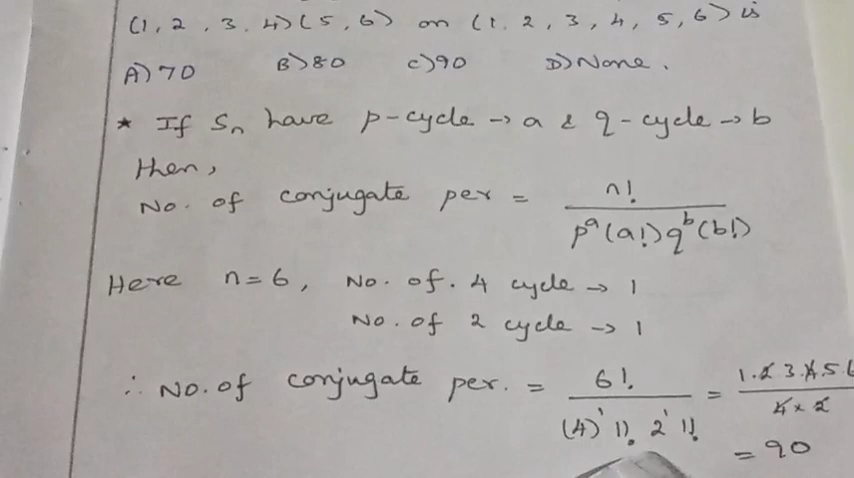 (1, 2, 3, 4)(5, 6) on (1, 2, 3, 4, 5, 6) is
A) 70 B) 80 C) 90 D) None.
* If Sn have p-cycle → a & q-cycle → b
then,
No. of conjugate per = n! / p^a (a!) q^b (b!)
Here n=6, No. of. 4 cycle → 1
No. of 2 cycle → 1
∴ No. of conjugate per. = 6! / (4)^1 1!. 2^1 1!. = 1.2 3.4.5.6 / 4 × 2
= 90